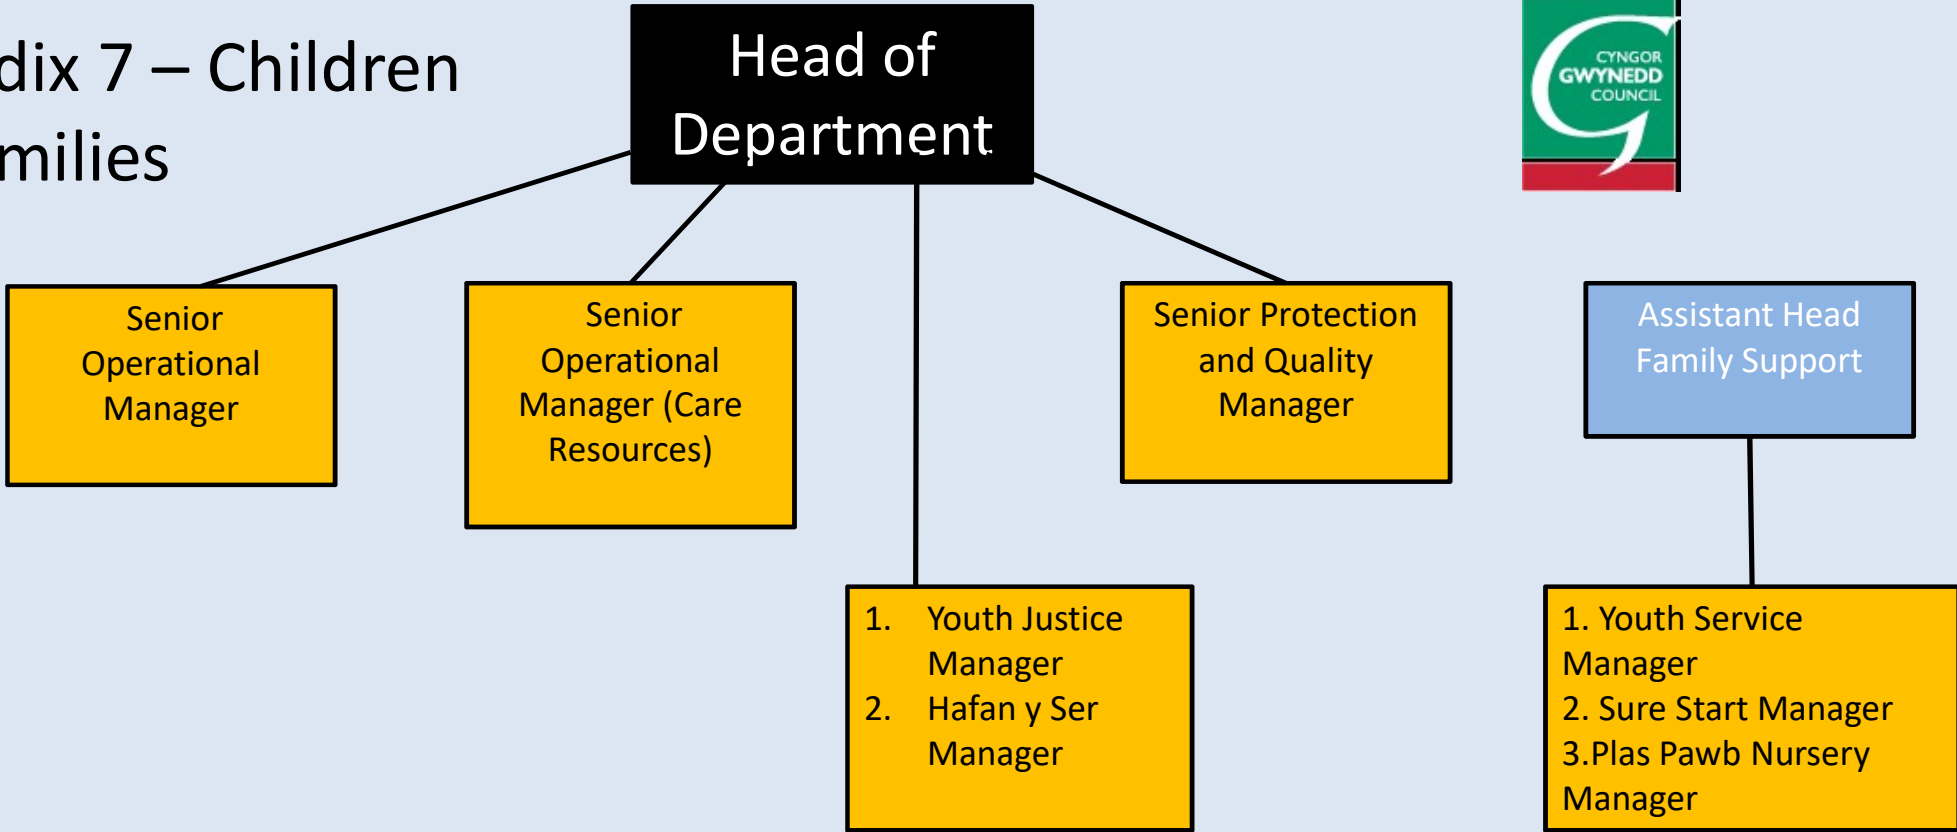 dix 7 – Children
milies
Head of
Department
CYNGOR
GWYNEDD
COUNCIL
Senior
Operational
Manager
Senior
Operational
Manager (Care
Resources)
Senior Protection
and Quality
Manager
Assistant Head
Family Support
1. Youth Justice
Manager
2. Hafan y Ser
Manager
1. Youth Service
Manager
2. Sure Start Manager
3.Plas Pawb Nursery
Manager